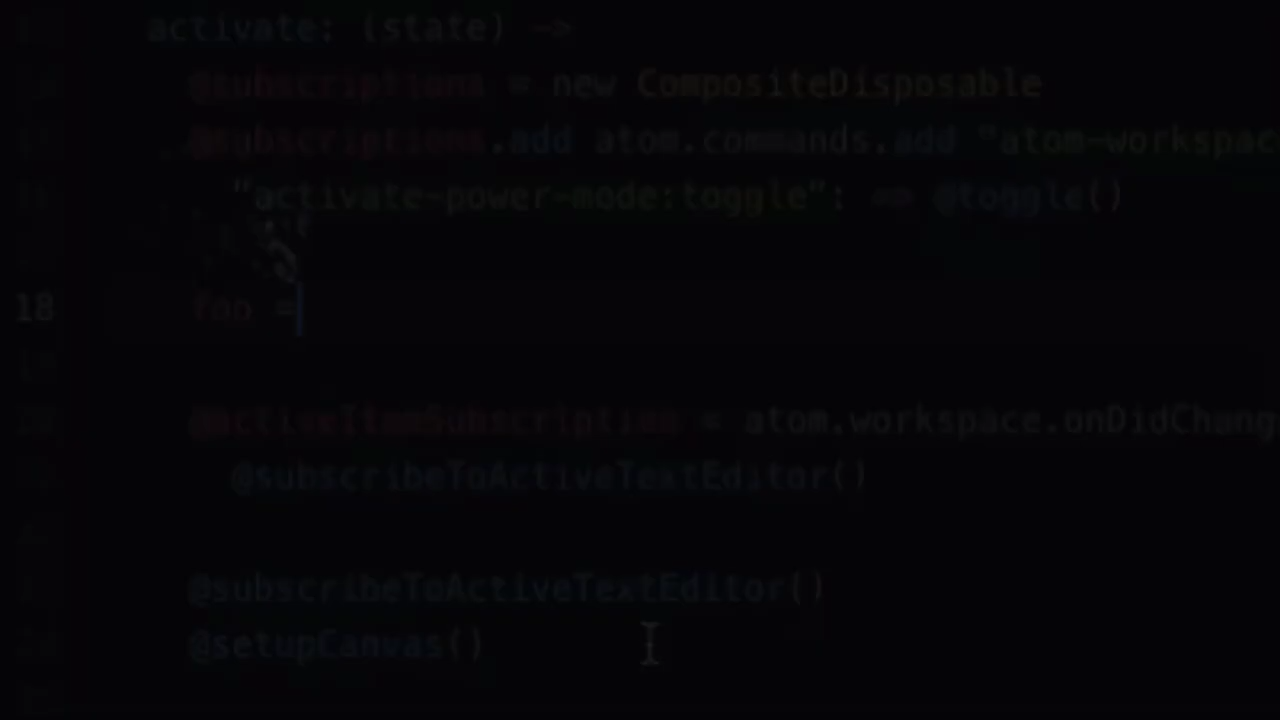 activate: (state) ->
@subscriptions = new CompositeDisposable
@subscriptions.add atom.commands.add "atom-workspac
"activate-power-mode:toggle": => @toggle()
18 foo =
@activeItemSubscription = atom.workspace.onDidChang
@subscribeToActiveTextEditor()
@subscribeToActiveTextEditor()
@setupCanvas()